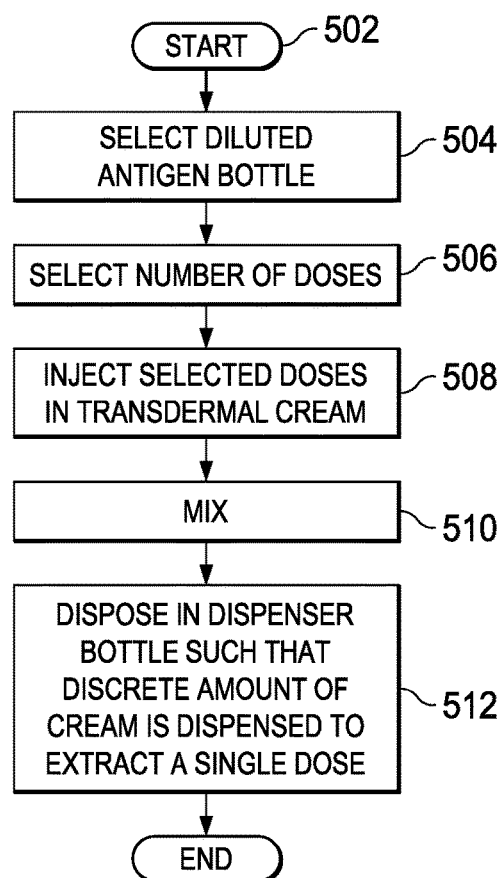 START
502
SELECT DILUTED
ANTIGEN BOTTLE
504
SELECT NUMBER OF DOSES
506
INJECT SELECTED DOSES
IN TRANSDERMAL CREAM
508
MIX
510
DISPOSE IN DISPENSER
BOTTLE SUCH THAT
DISCRETE AMOUNT OF
CREAM IS DISPENSED TO
EXTRACT A SINGLE DOSE
512
END